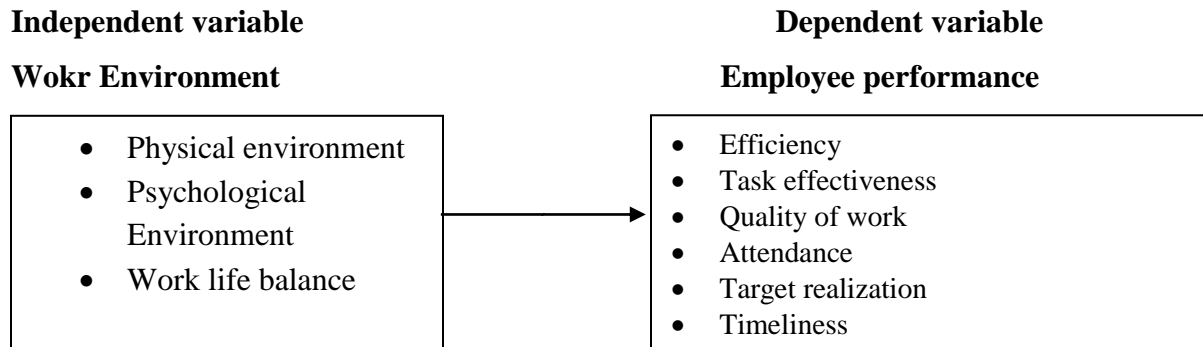 Independent variable
Dependent variable
Wokr Environment
Employee performance
• Physical environment
• Psychological
Environment
• Work life balance
• Efficiency
• Task effectiveness
• Quality of work
• Attendance
• Target realization
• Timeliness